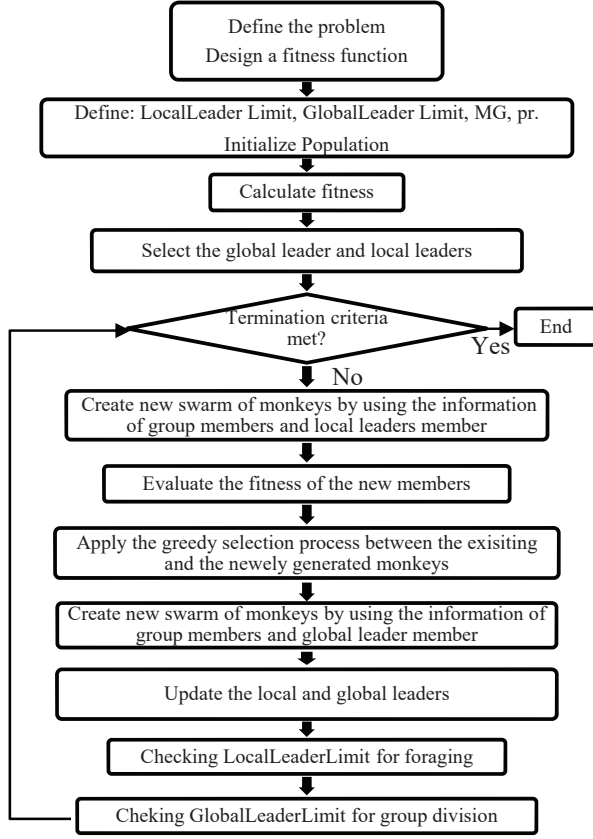 Define the problem
Design a fitness function
Define: LocalLeader Limit, GlobalLeader Limit, MG, pr.
Initialize Population
Calculate fitness
Select the global leader and local leaders
Termination criteria
met?
End
Yes
No
Create new swarm of monkeys by using the information
of group members and local leaders member
Evaluate the fitness of the new members
Apply the greedy selection process between the exisiting
and the newely generated monkeys
Create new swarm of monkeys by using the information of
group members and global leader member
Update the local and global leaders
Checking LocalLeaderLimit for foraging
Cheking GlobalLeaderLimit for group division